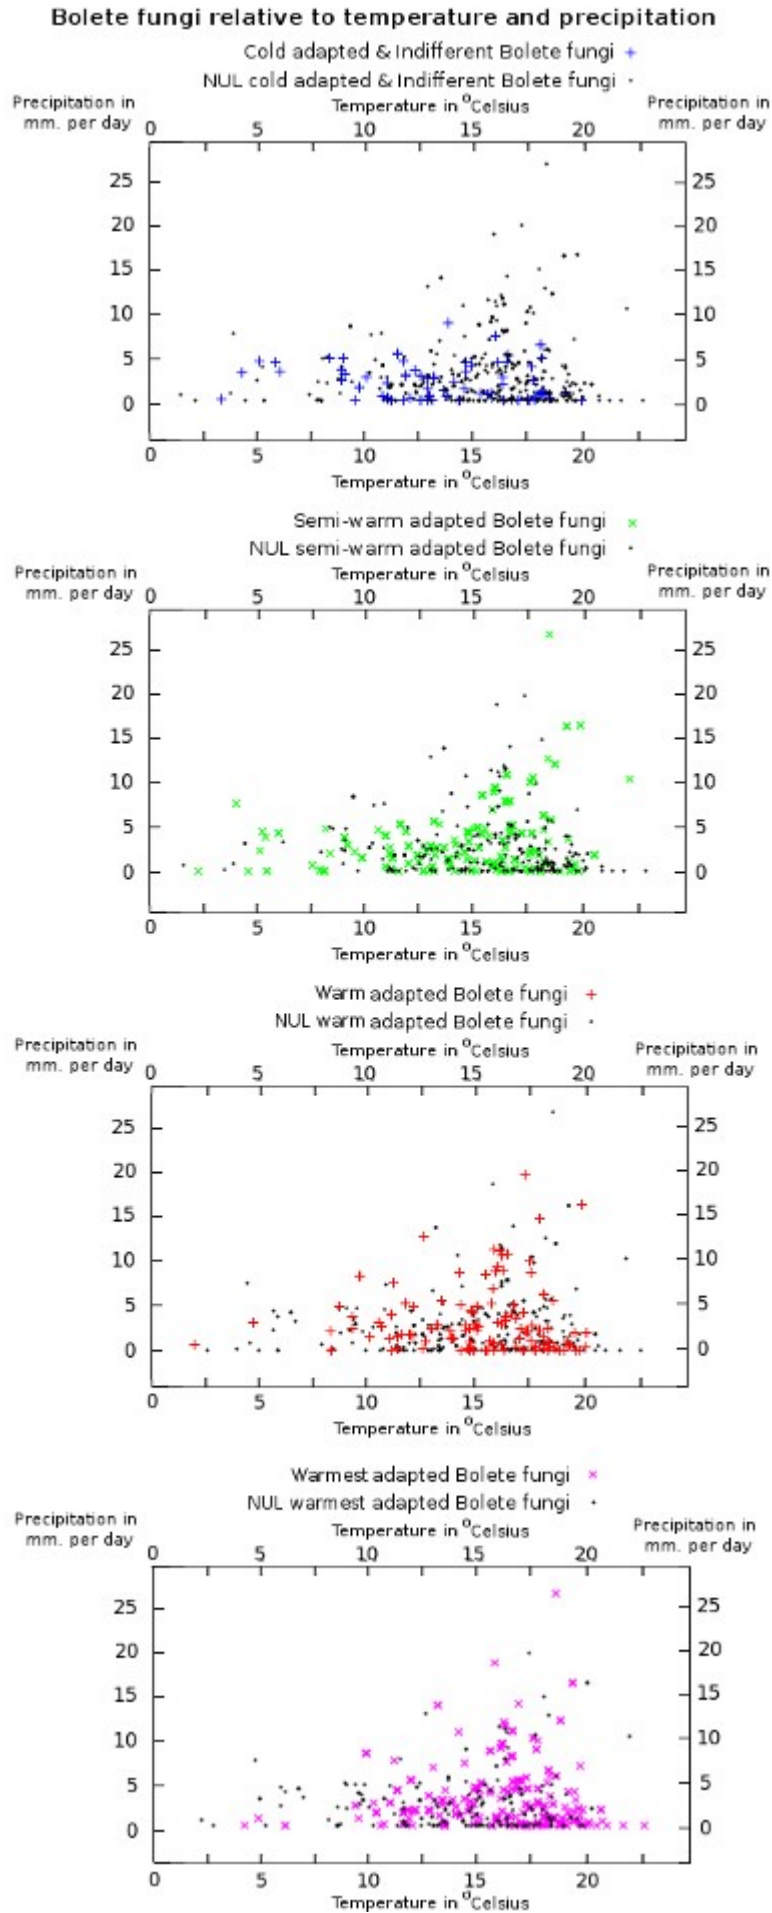 Bolete fungi relative to temperature and precipitation
Cold adapted & Indifferent Bolete fungi
NUL cold adapted & Indifferent Bolete fungi
Precipitation in mm. per day
Temperature in °Celsius
Precipitation in mm. per day
0 5 10 15 20
25 25
20 20
15 15
10 10
5 5
0 0
0 5 10 15 20
Temperature in °Celsius
Semi-warm adapted Bolete fungi
NUL semi-warm adapted Bolete fungi
Precipitation in mm. per day
Temperature in °Celsius
Precipitation in mm. per day
0 5 10 15 20
25 25
20 20
15 15
10 10
5 5
0 0
0 5 10 15 20
Temperature in °Celsius
Warm adapted Bolete fungi
NUL warm adapted Bolete fungi
Precipitation in mm. per day
Temperature in °Celsius
Precipitation in mm. per day
0 5 10 15 20
25 25
20 20
15 15
10 10
5 5
0 0
0 5 10 15 20
Temperature in °Celsius
Warmest adapted Bolete fungi
NUL warmest adapted Bolete fungi
Precipitation in mm. per day
Temperature in °Celsius
Precipitation in mm. per day
0 5 10 15 20
25 25
20 20
15 15
10 10
5 5
0 0
0 5 10 15 20
Temperature in °Celsius